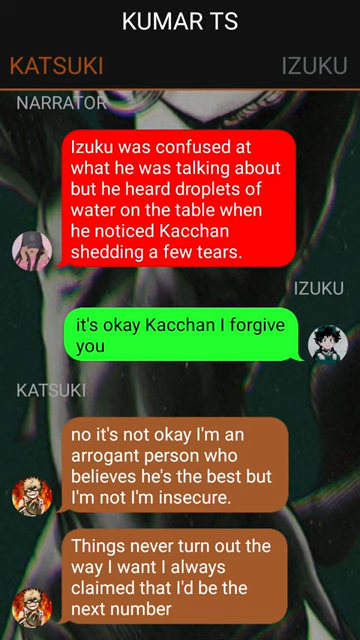 KUMAR TS
KATSUKI
IZUKU
NARRATOR
Izuku was confused at
what he was talking about
but he heard droplets of
water on the table when
he noticed Kacchan
shedding a few tears.
IZUKU
it's okay Kacchan I forgive
you
KATSUKI
no it's not okay I'm an
arrogant person who
believes he's the best but
I'm not I'm insecure.
Things never turn out the
way I want I always
claimed that I'd be the
next number